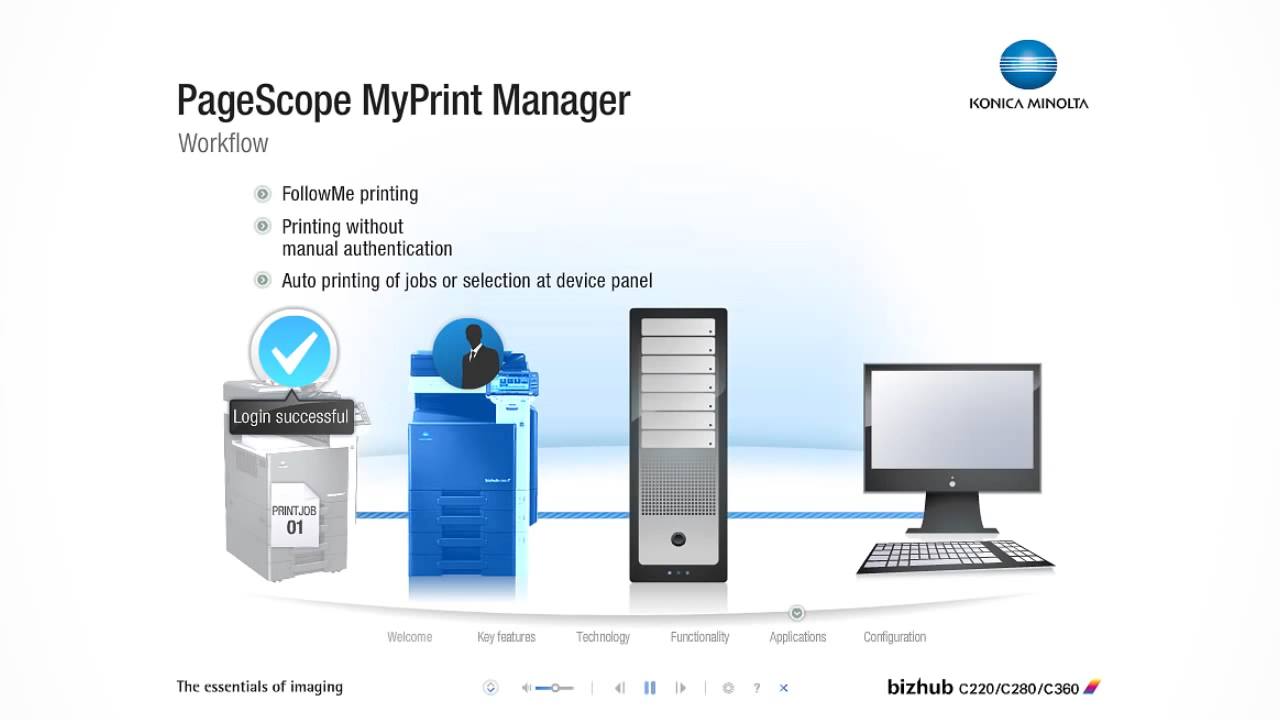 KONICA MINOLTA
PageScope MyPrint Manager
Workflow
FollowMe printing
Printing without
manual authentication
Auto printing of jobs or selection at device panel
Login successful
PRINTJOB
01
Welcome
Key features
Technology
Functionality
Applications
Configuration
The essentials of imaging
?
bizhub C220/C280/C360